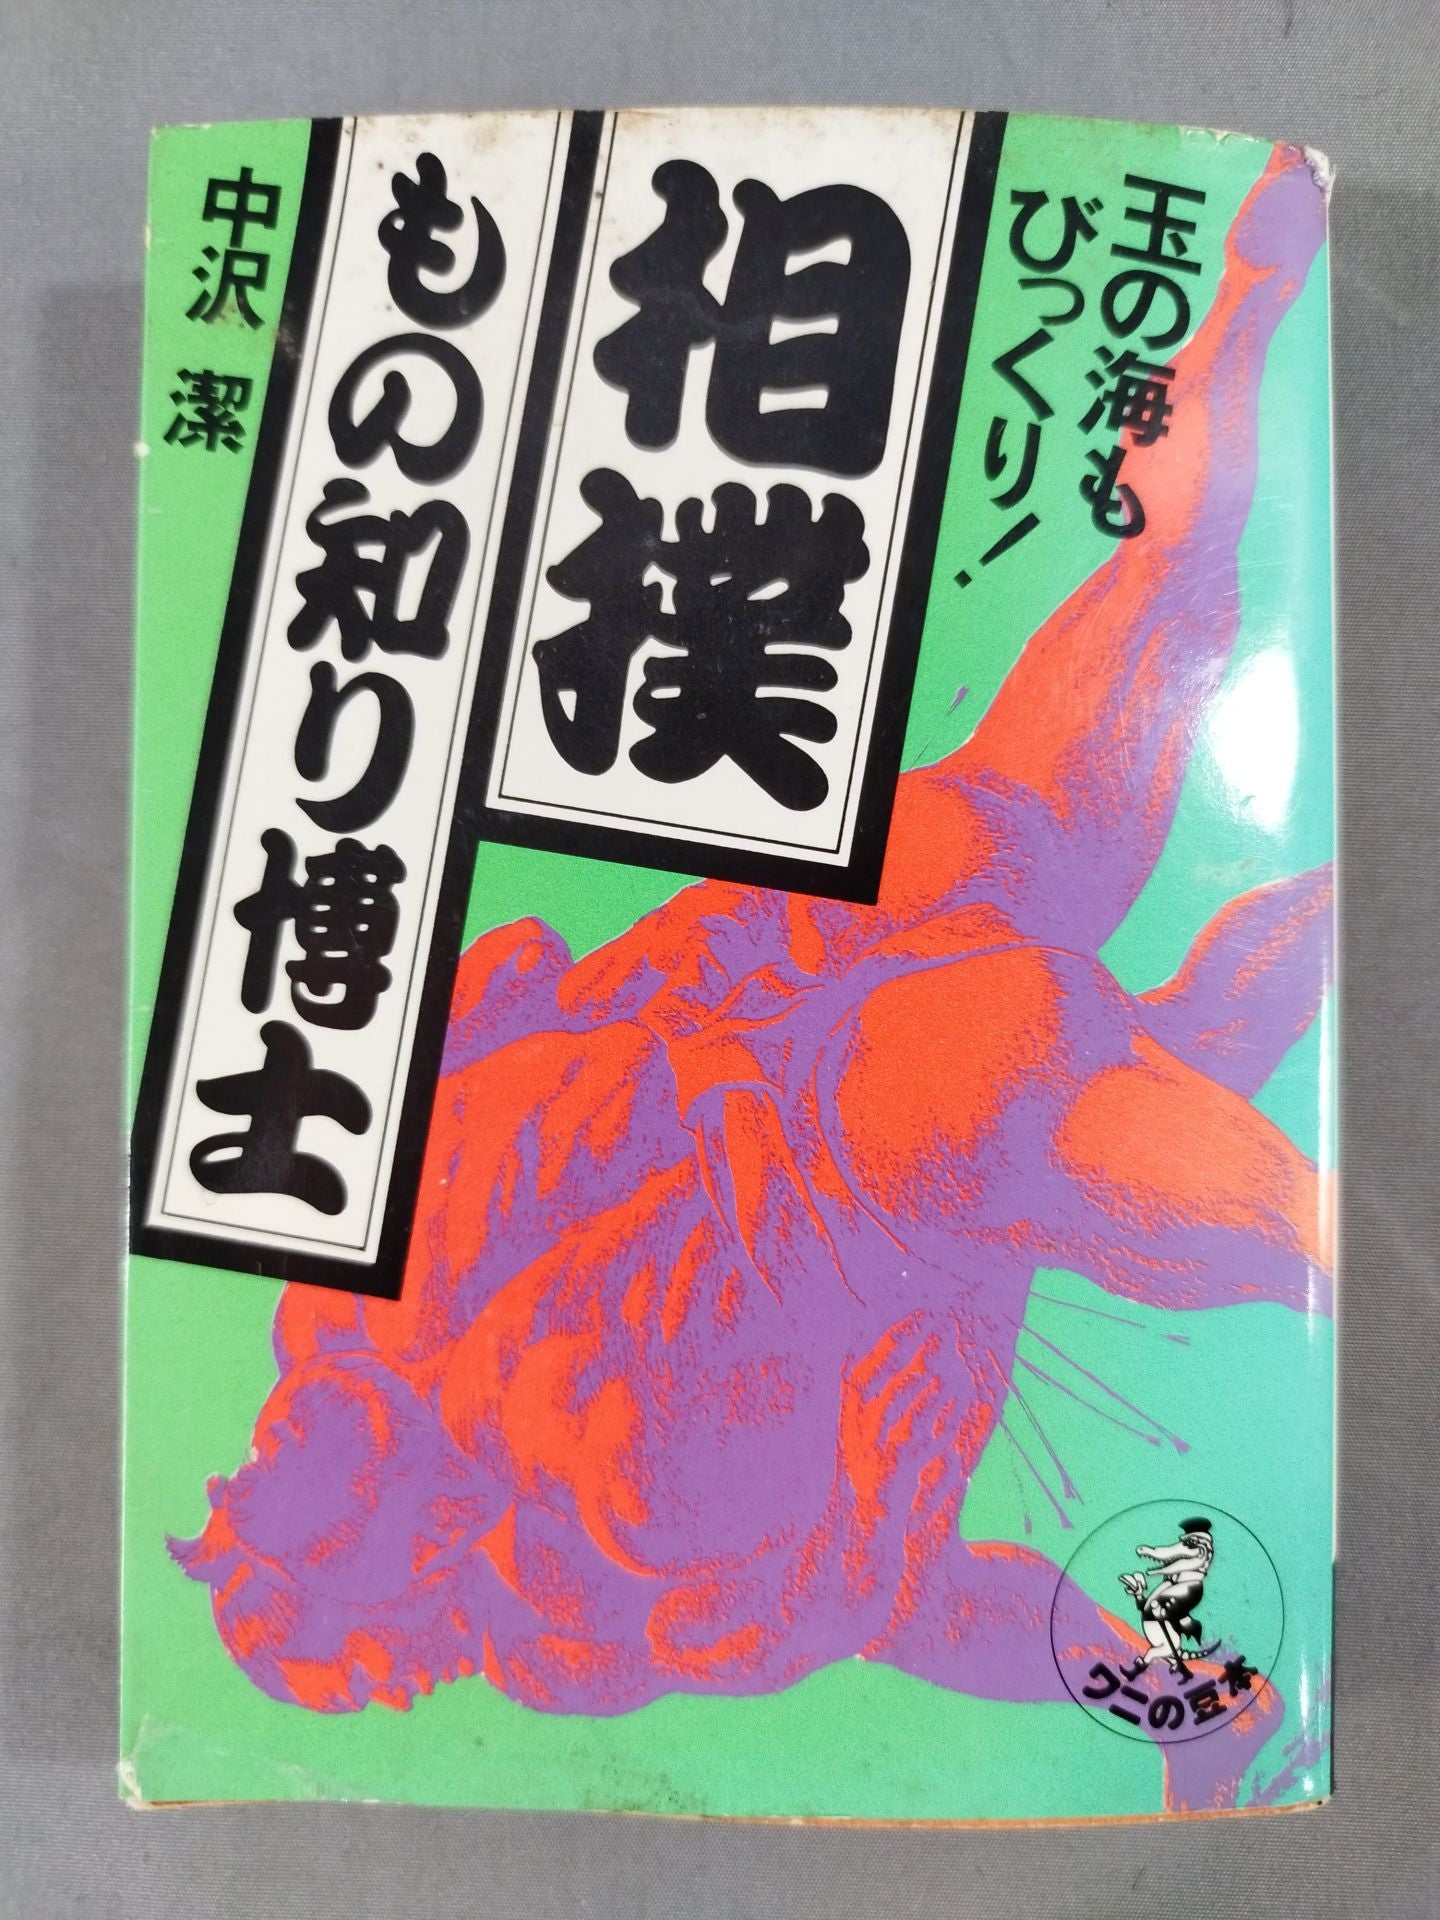 玉の海も
びっくり!
相撲
もの知り博士
中沢 潔
ワニの豆本